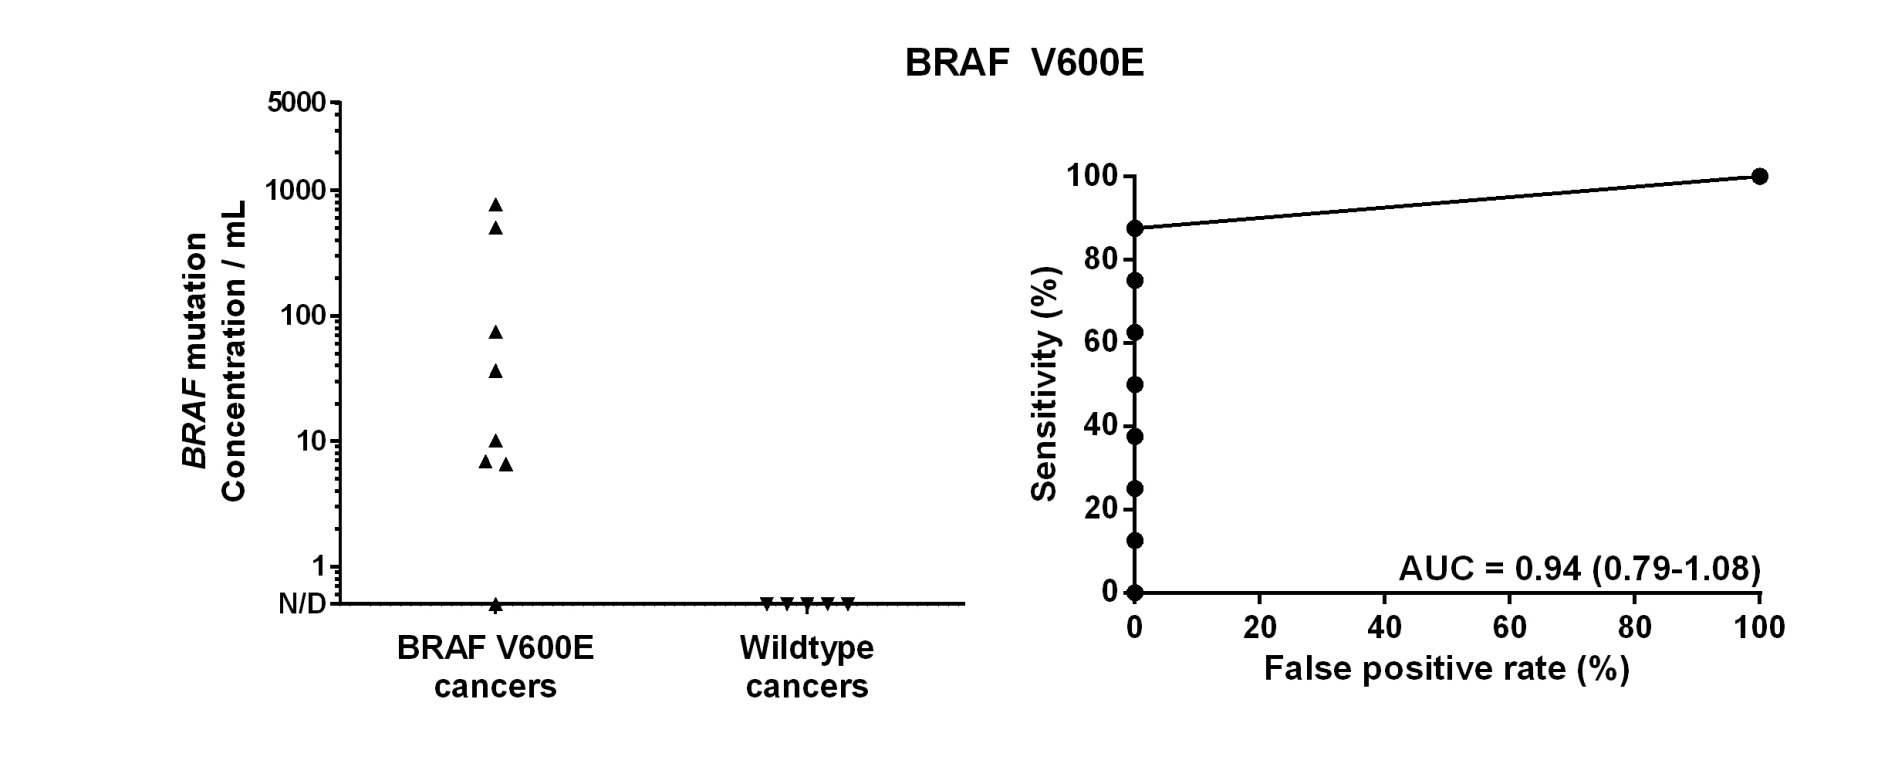 BRAF V600E
5000
1000
100
10
1
N/D
BRAF mutation
Concentration / mL
BRAF V600E
cancers
Wildtype
cancers
100
80
60
40
20
0
Sensitivity (%)
AUC = 0.94 (0.79-1.08)
0 20 40 60 80 100
False positive rate (%)